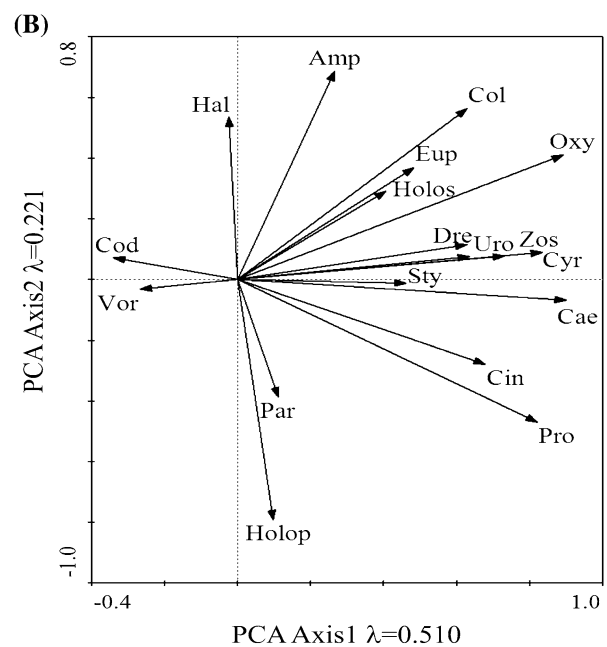 (B)
0.8
Amp
Hal
Col
Oxy
Eup
Holos
Dre
Uro
Zos
Cod
Cyr
Sty
Vor
Cae
Cin
Par
Pro
Holop
-1.0
-0.4
1.0
PCA Axis2 λ=0.221
PCA Axis1 λ=0.510